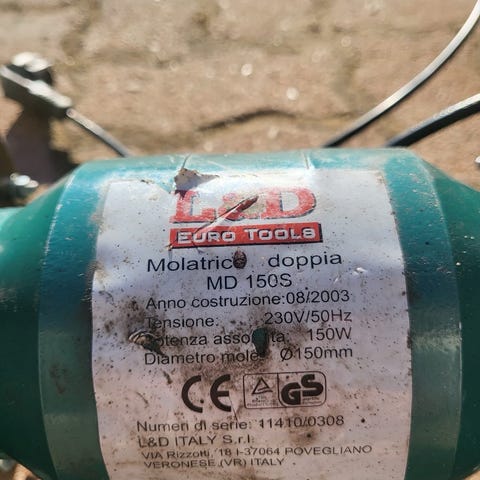 L&D
EURO TOOLS
Molatrice doppia
MD 150S
Anno costruzione:08/2003
Tensione: 230V/50Hz
Potenza assorbita: 150W
Diametro mole: Ø150mm
CE GS
Numeri di serie: 11410/0308
L&D ITALY S.r.l.
VIA Rizzotti, 18 I-37064 POVEGLIANO
VERONESE (VR) ITALY